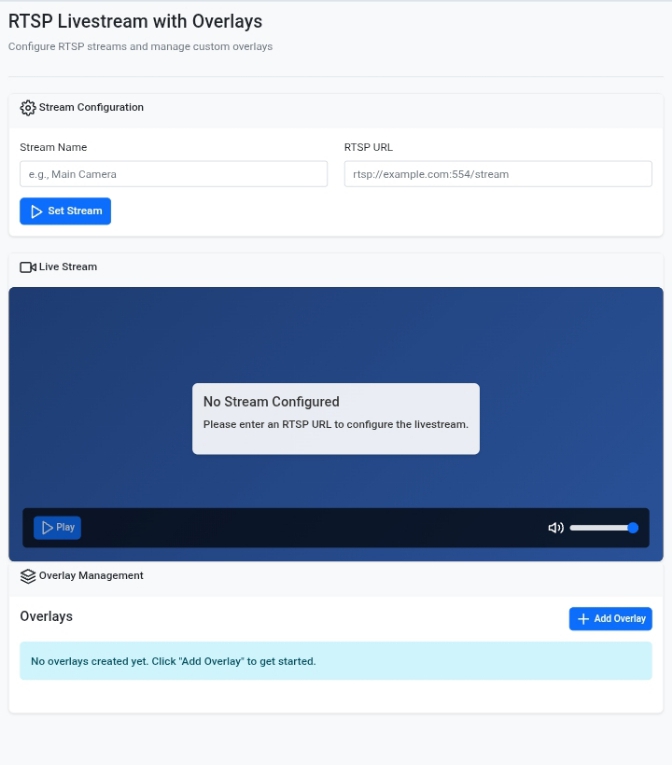 RTSP Livestream with Overlays
Configure RTSP streams and manage custom overlays
Stream Configuration
Stream Name
RTSP URL
e.g., Main Camera
rtsp://example.com:554/stream
Set Stream
Live Stream
No Stream Configured
Please enter an RTSP URL to configure the livestream.
Play
Overlay Management
Overlays
Add Overlay
No overlays created yet. Click "Add Overlay" to get started.